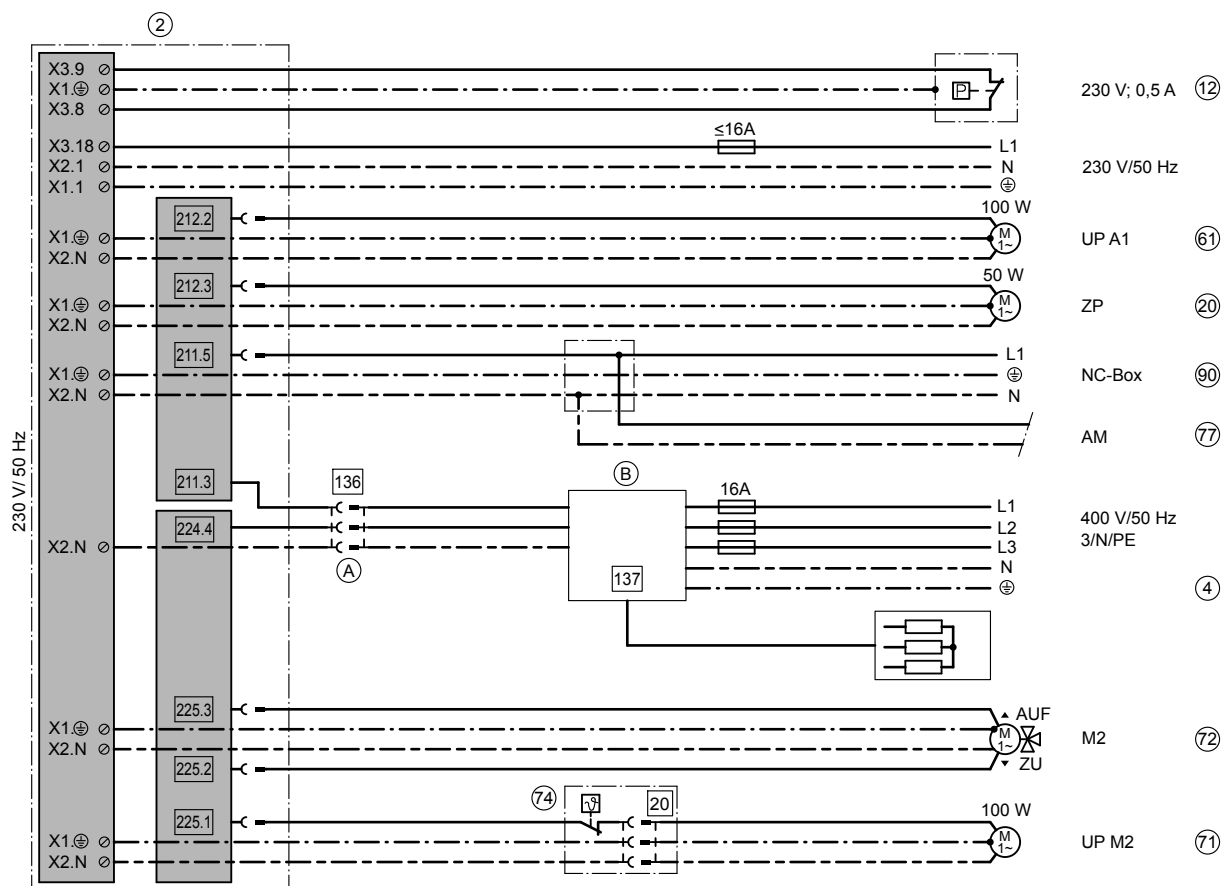 2
X3.9
X1.
P
230 V; 0,5 A 12
X3.8
≤16A
X3.18 L1
X2.1 N 230 V/50 Hz
X1.1
100 W
212.2
X1. M 1~ UP A1 61
X2.N
50 W
212.3
X1. M 1~ ZP 20
X2.N
211.5 L1
X1. NC-Box 90
X2.N N
AM 77
230 V/ 50 Hz
211.3 136 B 16A
L1
224.4 L2 400 V/50 Hz
X2.N L3 3/N/PE
A 137 N
4
225.3 AUF
X1. M 1~ M2 72
X2.N
225.2 ZU
74 ϑ 20
225.1 100 W
X1. M 1~ UP M2 71
X2.N